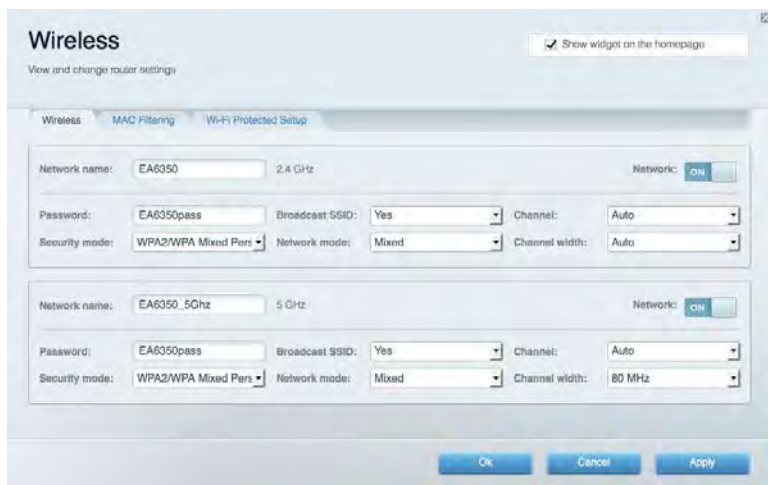 Wireless
Show widget on the homepage
View and change router settings
Wireless MAC Filtering Wi-Fi Protected Setup
Network name: EA6350 2.4 GHz Network: ON
Password: EA6350pass Broadcast SSID: Yes Channel: Auto
Security mode: WPA2/WPA Mixed Pers Network mode: Mixed Channel width: Auto
Network name: EA6350_5Ghz 5 GHz Network: ON
Password: EA6350pass Broadcast SSID: Yes Channel: Auto
Security mode: WPA2/WPA Mixed Pers Network mode: Mixed Channel width: 80 MHz
Ok Cancel Apply